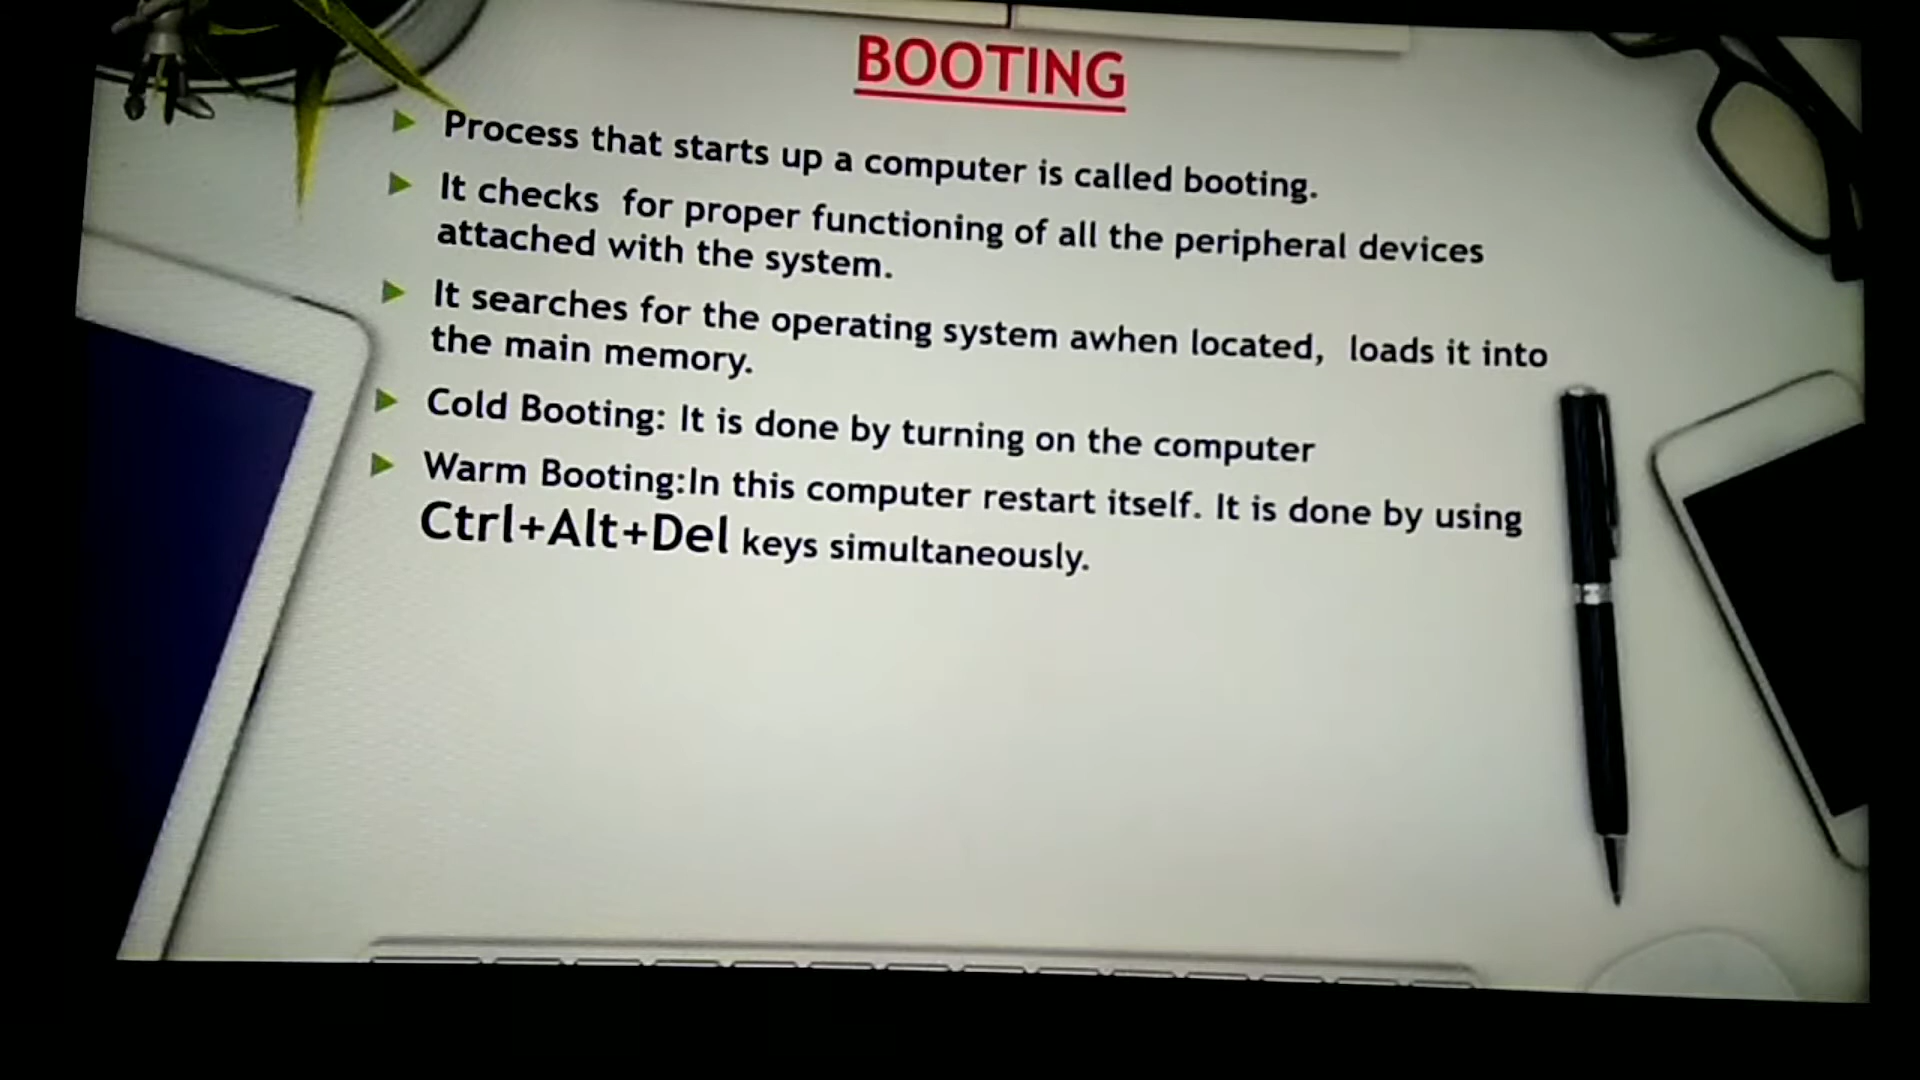 BOOTING
Process that starts up a computer is called booting.
It checks for proper functioning of all the peripheral devices
attached with the system.
It searches for the operating system awhen located, loads it into
the main memory.
Cold Booting: It is done by turning on the computer
Warm Booting:In this computer restart itself. It is done by using
Ctrl+Alt+Del keys simultaneously.